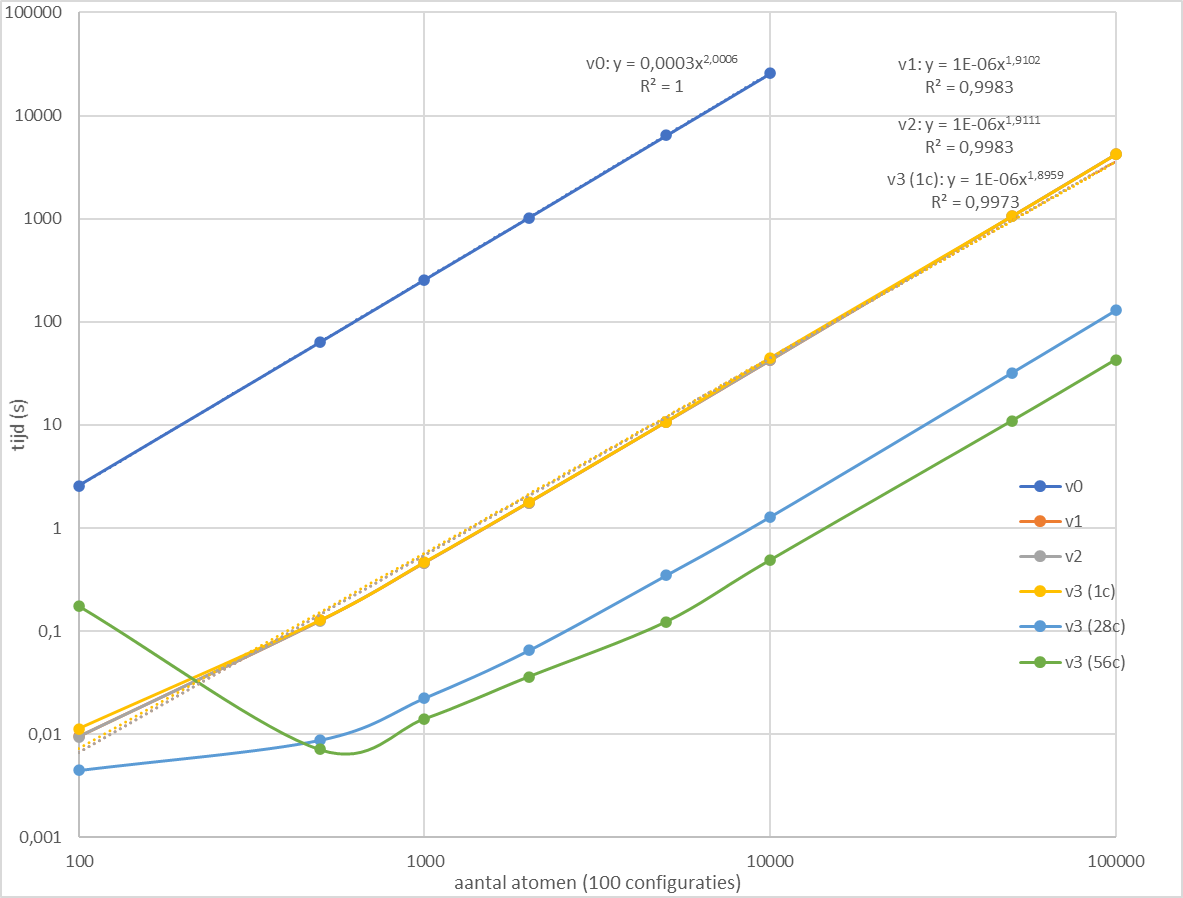 100000
10000
1000
100
10
1
0,1
0,01
0,001
tijd (s)
v0: y = 0,0003x^2,0006
R² = 1
v1: y = 1E-06x^1,9102
R² = 0,9983
v2: y = 1E-06x^1,9111
R² = 0,9983
v3 (1c): y = 1E-06x^1,8959
R² = 0,9973
v0
v1
v2
v3 (1c)
v3 (28c)
v3 (56c)
100
1000
10000
100000
aantal atomen (100 configuraties)